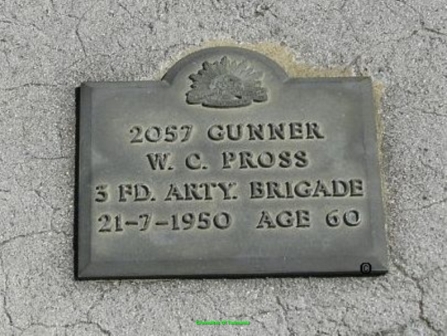 2057 GUNNER
W. C. PROSS
3 FD. ARTY. BRIGADE
21-7-1950 AGE 60
©